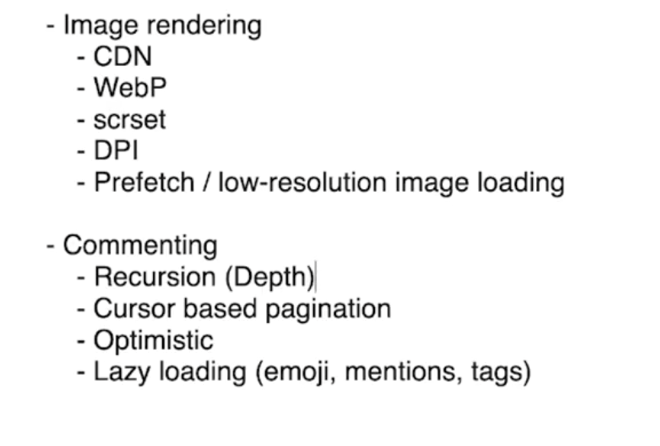 - Image rendering
- CDN
- WebP
- scrset
- DPI
- Prefetch / low-resolution image loading
- Commenting
- Recursion (Depth)
- Cursor based pagination
- Optimistic
- Lazy loading (emoji, mentions, tags)